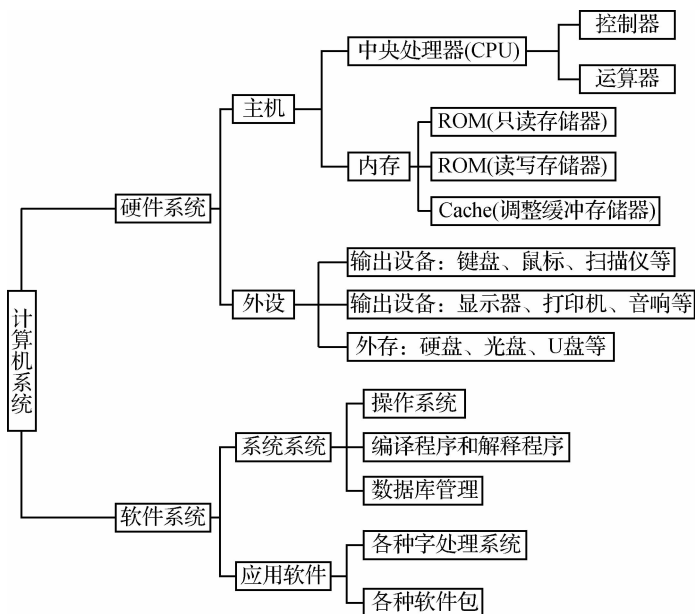 计算机系统
硬件系统
主机
中央处理器(CPU)
控制器
运算器
内存
ROM(只读存储器)
ROM(读写存储器)
Cache(调整缓冲存储器)
外设
输出设备：键盘、鼠标、扫描仪等
输出设备：显示器、打印机、音响等
外存：硬盘、光盘、U盘等
软件系统
系统系统
操作系统
编译程序和解释程序
数据库管理
应用软件
各种字处理系统
各种软件包